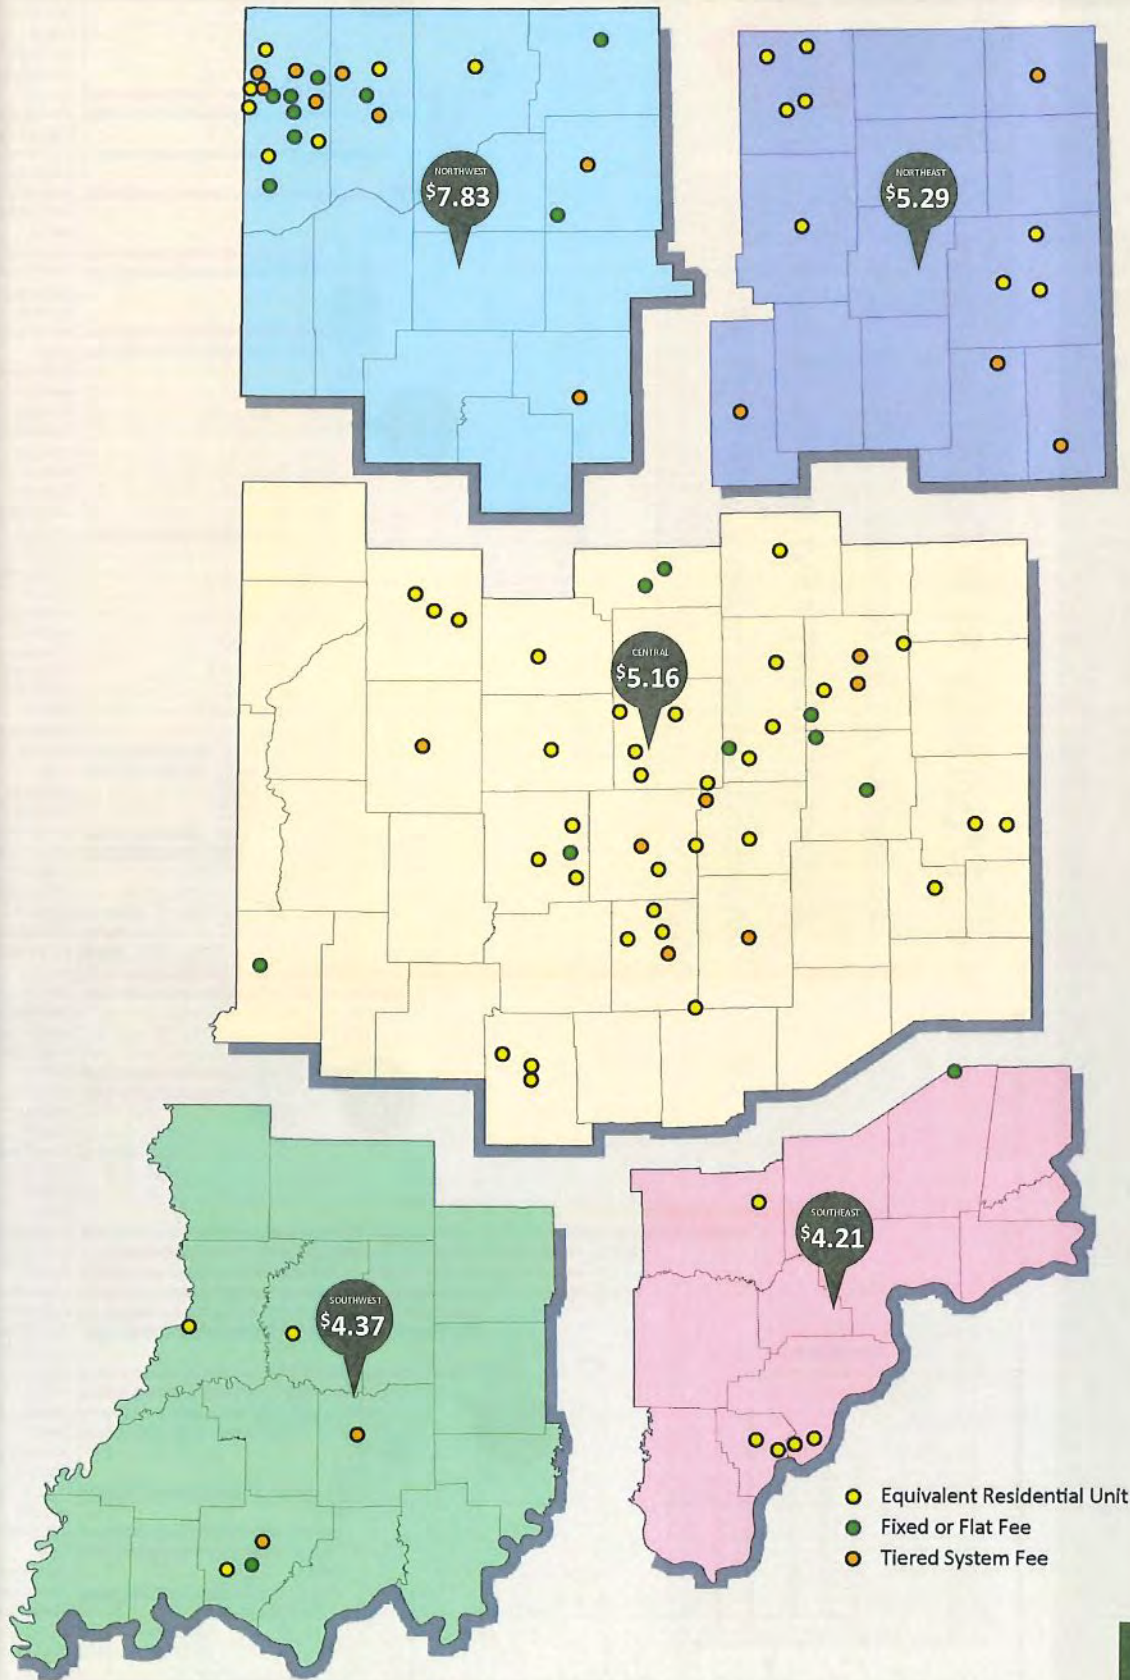 NORTHWEST
$7.83
NORTHEAST
$5.29
CENTRAL
$5.16
SOUTHWEST
$4.37
SOUTHEAST
$4.21
Equivalent Residential Unit
Fixed or Flat Fee
Tiered System Fee